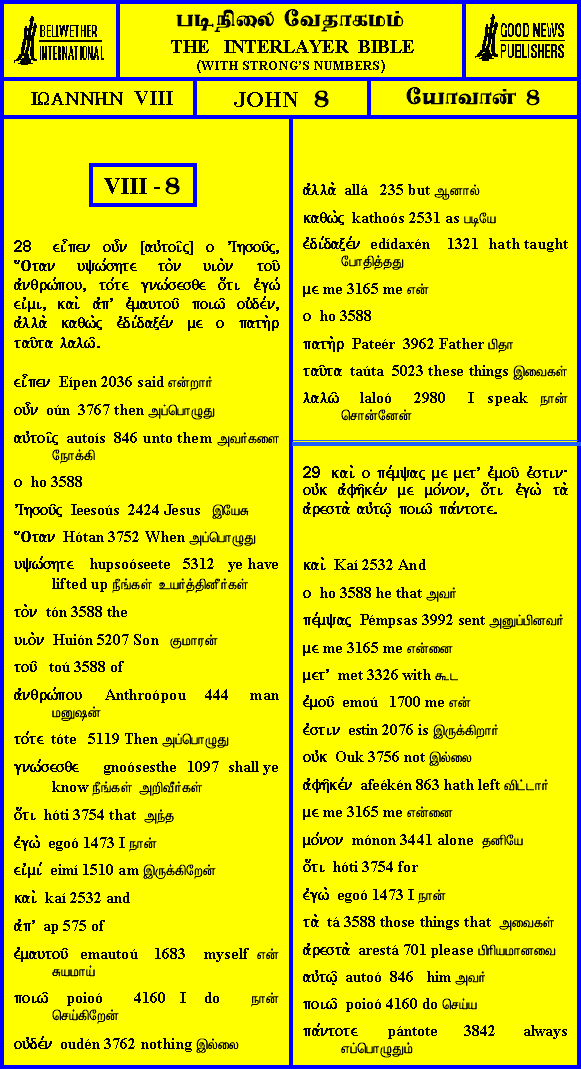 BELLWETHER
INTERNATIONAL
படிநிலை வேதாகமம்
THE INTERLAYER BIBLE
(WITH STRONG'S NUMBERS)
GOOD NEWS
PUBLISHERS
ΙΩΑΝΝΗΝ VIII
JOHN 8
யோவான் 8
VIII - 8
28 εἶπεν οὖν [αὐτοῖς] ο Ἰησοῦς,
Ὅταν υψώσητε τὸν υιὸν τοῦ
ἀνθρώπου, τότε γνώσεσθε ὅτι ἐγώ
εἰμι, καὶ ἀπ' ἐμαυτοῦ ποιῶ οὐδέν,
ἀλλὰ καθὼς ἐδίδαξέν με ο πατὴρ
ταῦτα λαλῶ.
εἶπεν Eípen 2036 said என்றார்
οὖν oún 3767 then அப்பொழுது
αὐτοῖς autoís 846 unto them அவர்களை
நோக்கி
ο ho 3588
Ἰησοῦς Ieesoús 2424 Jesus இயேசு
Ὅταν Hótan 3752 When அப்பொழுது
υψώσητε hupsoóseete 5312 ye have
lifted up நீங்கள் உயர்த்தினீர்கள்
τὸν tón 3588 the
υιὸν Huión 5207 Son குமாரன்
τοῦ toú 3588 of
ἀνθρώπου Anthroópou 444 man
மனுஷன்
τότε tóte 5119 Then அப்பொழுது
γνώσεσθε gnoósesthe 1097 shall ye
know நீங்கள் அறிவீர்கள்
ὅτι hóti 3754 that அந்த
ἐγὼ egoó 1473 I நான்
εἰμί eimí 1510 am இருக்கிறேன்
καὶ kaí 2532 and
ἀπ' ap 575 of
ἐμαυτοῦ emautoú 1683 myself என்
சுயமாய்
ποιῶ poioó 4160 I do நான்
செய்கிறேன்
οὐδέν oudén 3762 nothing இல்லை
ἀλλὰ allá 235 but ஆனால்
καθὼς kathoós 2531 as படியே
ἐδίδαξέν edídaxén 1321 hath taught
போதித்தது
με me 3165 me என்
ο ho 3588
πατὴρ Pateér 3962 Father பிதா
ταῦτα taúta 5023 these things இவைகள்
λαλῶ laloó 2980 I speak நான்
சொன்னேன்
29 καὶ ο πέμψας με μετ' ἐμοῦ ἐστιν·
οὐκ ἀφῆκέν με μόνον, ὅτι ἐγὼ τὰ
ἀρεστὰ αὐτῷ ποιῶ πάντοτε.
καὶ Kaí 2532 And
ο ho 3588 he that அவர்
πέμψας Pémpsas 3992 sent அனுப்பினவர்
με me 3165 me என்னை
μετ' met 3326 with கூட
ἐμοῦ emoú 1700 me என்
ἐστιν estin 2076 is இருக்கிறார்
οὐκ Ouk 3756 not இல்லை
ἀφῆκέν afeékén 863 hath left விட்டார்
με me 3165 me என்னை
μόνον mónon 3441 alone தனியே
ὅτι hóti 3754 for
ἐγὼ egoó 1473 I நான்
τὰ tá 3588 those things that அவைகள்
ἀρεστὰ arestá 701 please பிரியமானவை
αὐτῷ autoó 846 him அவர்
ποιῶ poioó 4160 do செய்ய
πάντοτε pántote 3842 always
எப்பொழுதும்